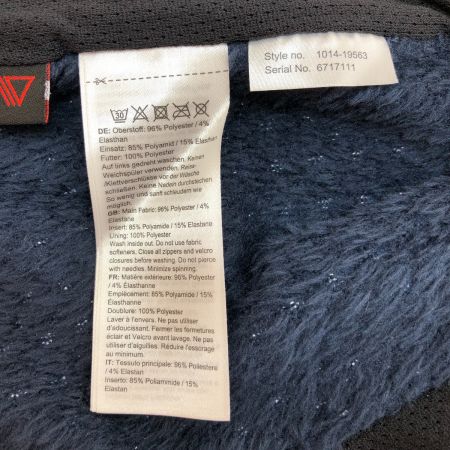 Style no. 1014-19563
Serial No. 6717111
30
DE: Oberstoff: 96% Polyester / 4%
Elasthan
Einsatz: 85% Polyamid / 15% Elasthan
Futter: 100% Polyester
Auf links gedreht waschen. Keinen
Weichspüler verwenden. Reiß-
/Klettverschlüsse vor der Wäsche
schließen. Keine Nadeln durchstechen
So wenig und sanft schleudern wie
möglich.
GB: Main Fabric: 96% Polyester / 4%
Elastane
Insert: 85% Polyamide / 15% Elastane
Lining: 100% Polyester
Wash inside out. Do not use fabric
softeners, Close all zippers and velcro
closures before washing. Do not pierce
with needles. Minimize spinning.
FR: Matière extérieure: 96% Polyester
/ 4% Elasthanne
Emplècement: 85% Polyamide / 15%
Elasthanne
Doublure: 100% Polyester
Laver à l'envers. Ne pas utiliser
d'adoucissant. Fermer les fermetures
éclair et Velcro avant lavage. Ne pas
utiliser d'aiguilles. Réduire l'essorage
au minimum.
IT: Tessuto principale: 96% Poliestere
/ 4% Elastan
Inserto: 85% Poliammide / 15%
Elastan